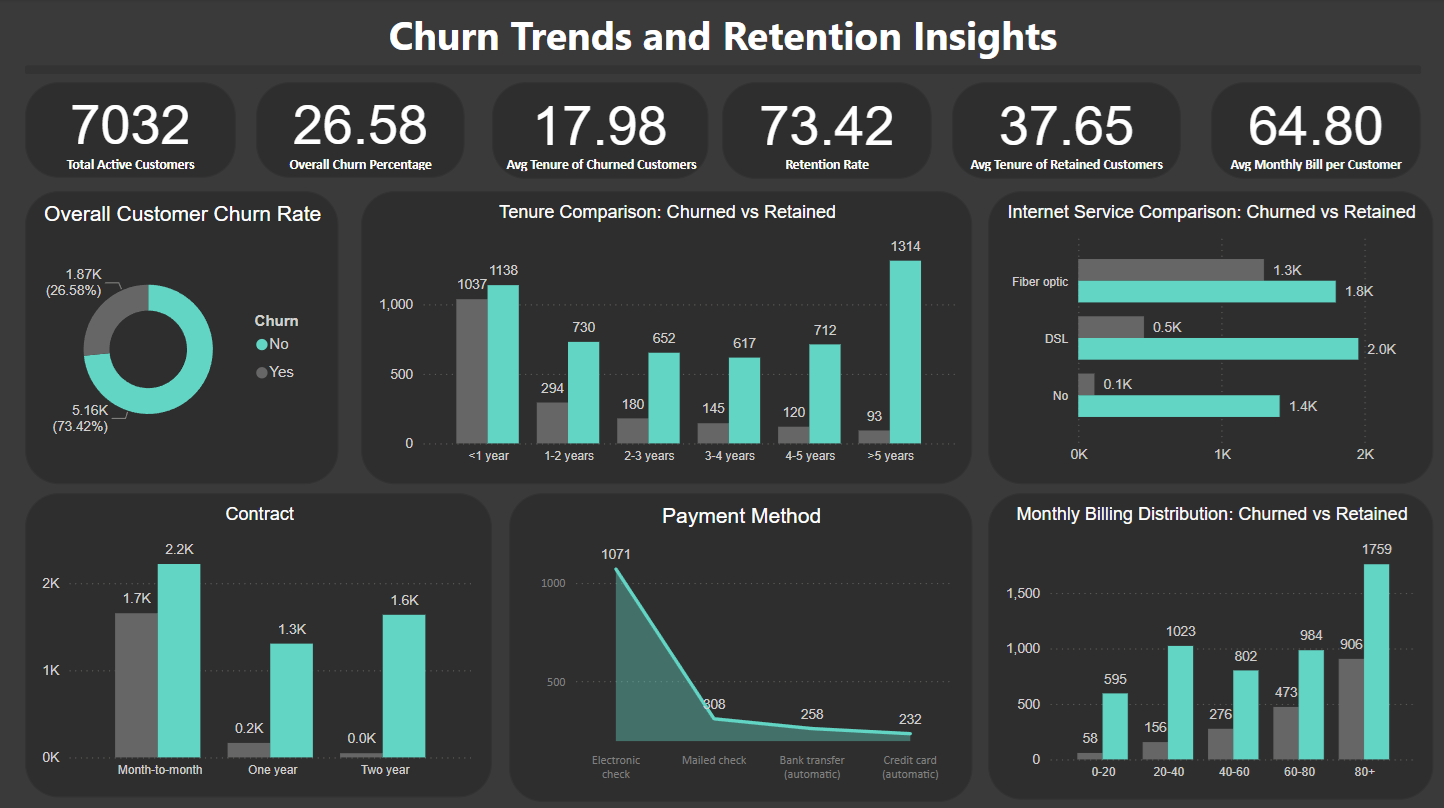 Churn Trends and Retention Insights
7032
Total Active Customers
26.58
Overall Churn Percentage
17.98
Avg Tenure of Churned Customers
73.42
Retention Rate
37.65
Avg Tenure of Retained Customers
64.80
Avg Monthly Bill per Customer
Overall Customer Churn Rate
1.87K
(26.58%)
5.16K
(73.42%)
Churn
No
Yes
Tenure Comparison: Churned vs Retained
1,000
500
0
1037
1138
294
730
180
652
145
617
120
712
93
1314
<1 year
1-2 years
2-3 years
3-4 years
4-5 years
>5 years
Internet Service Comparison: Churned vs Retained
Fiber optic
1.3K
1.8K
DSL
0.5K
2.0K
No
0.1K
1.4K
0K
1K
2K
Contract
2K
1K
0K
1.7K
2.2K
0.2K
1.3K
0.0K
1.6K
Month-to-month
One year
Two year
Payment Method
1000
500
1071
308
258
232
Electronic
check
Mailed check
Bank transfer
(automatic)
Credit card
(automatic)
Monthly Billing Distribution: Churned vs Retained
1,500
1,000
500
0
58
595
156
1023
276
802
473
984
906
1759
0-20
20-40
40-60
60-80
80+